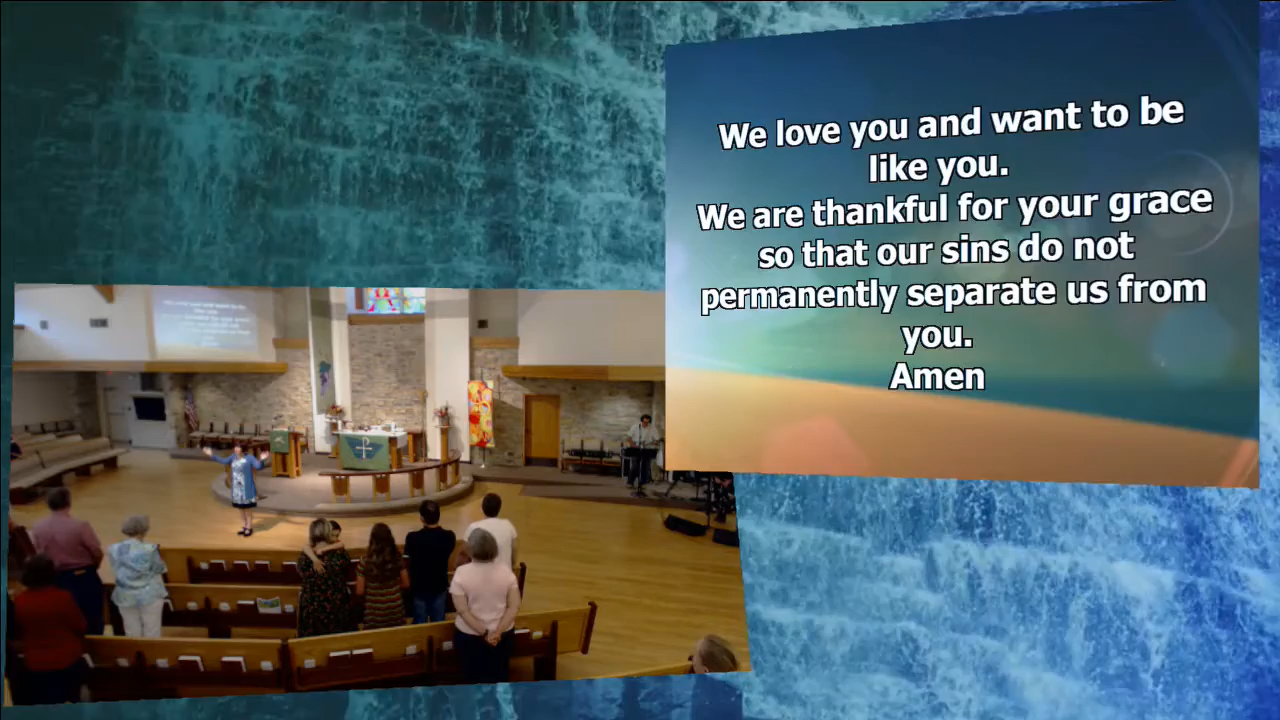 We love you and want to be
like you.
We are thankful for your grace
so that our sins do not
permanently separate us from
you.
Amen